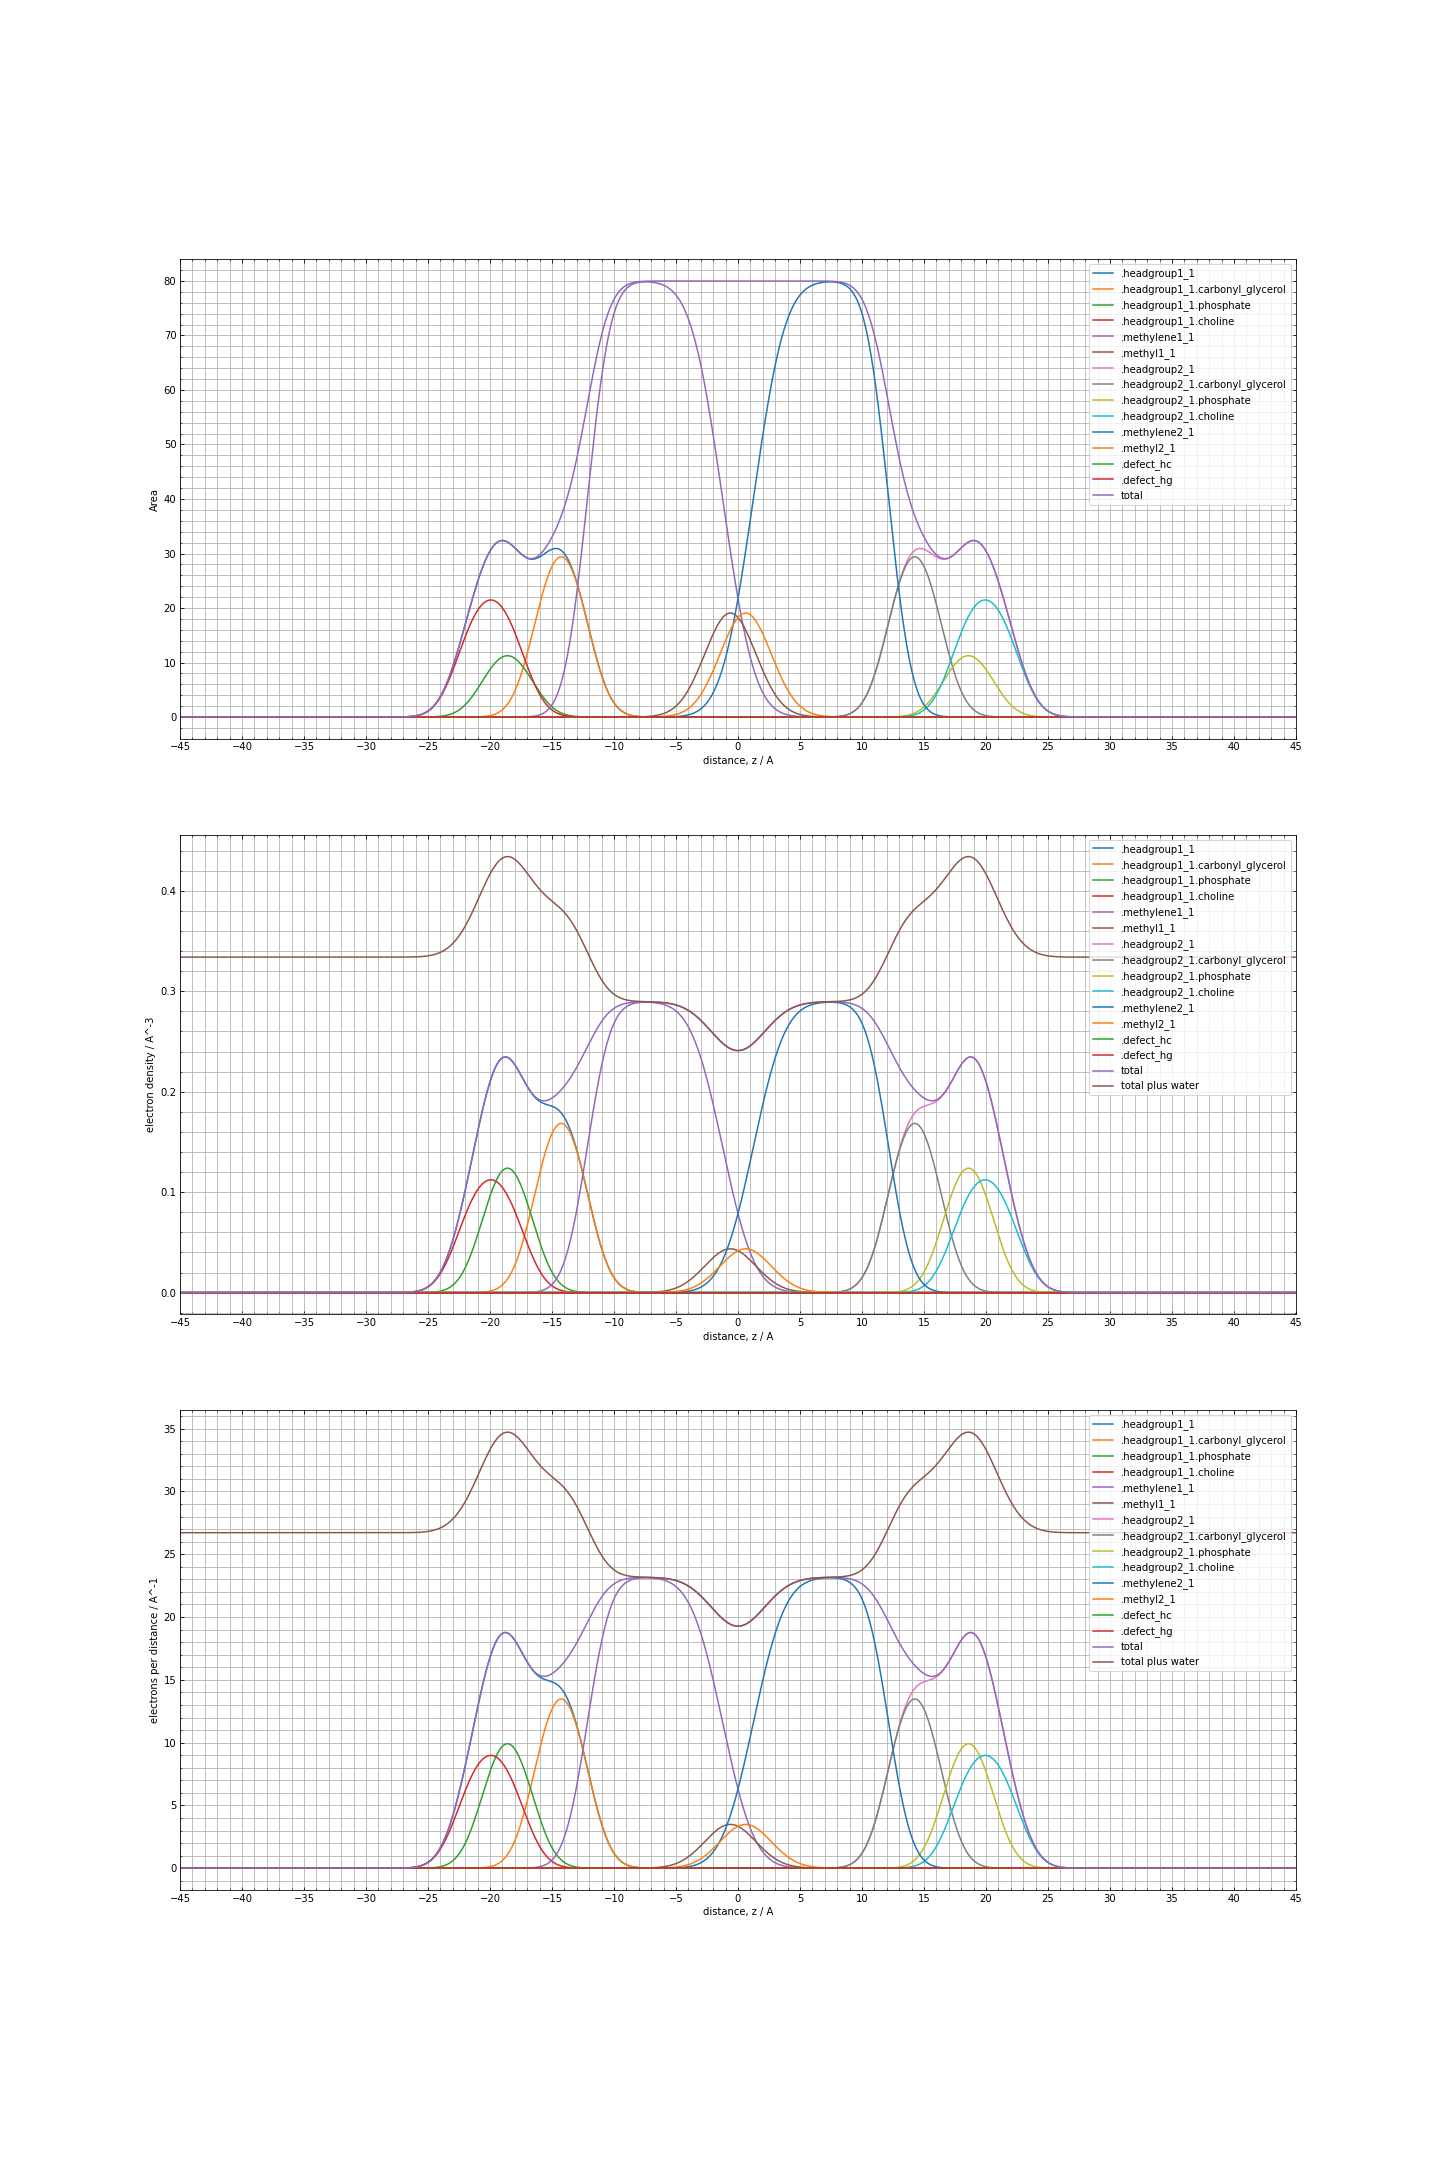 80
70
60
50
40
30
20
10
0
Area
.headgroup1_1
.headgroup1_1.carbonyl_glycerol
.headgroup1_1.phosphate
.headgroup1_1.choline
.methylene1_1
.methyl1_1
.headgroup2_1
.headgroup2_1.carbonyl_glycerol
.headgroup2_1.phosphate
.headgroup2_1.choline
.methylene2_1
.methyl2_1
.defect_hc
.defect_hg
total
−45 −40 −35 −30 −25 −20 −15 −10 −5 0 5 10 15 20 25 30 35 40 45
distance, z / A
0.4
0.3
0.2
0.1
0.0
electron density / A^-3
.headgroup1_1
.headgroup1_1.carbonyl_glycerol
.headgroup1_1.phosphate
.headgroup1_1.choline
.methylene1_1
.methyl1_1
.headgroup2_1
.headgroup2_1.carbonyl_glycerol
.headgroup2_1.phosphate
.headgroup2_1.choline
.methylene2_1
.methyl2_1
.defect_hc
.defect_hg
total
total plus water
−45 −40 −35 −30 −25 −20 −15 −10 −5 0 5 10 15 20 25 30 35 40 45
distance, z / A
35
30
25
20
15
10
5
0
electrons per distance / A^-1
.headgroup1_1
.headgroup1_1.carbonyl_glycerol
.headgroup1_1.phosphate
.headgroup1_1.choline
.methylene1_1
.methyl1_1
.headgroup2_1
.headgroup2_1.carbonyl_glycerol
.headgroup2_1.phosphate
.headgroup2_1.choline
.methylene2_1
.methyl2_1
.defect_hc
.defect_hg
total
total plus water
−45 −40 −35 −30 −25 −20 −15 −10 −5 0 5 10 15 20 25 30 35 40 45
distance, z / A